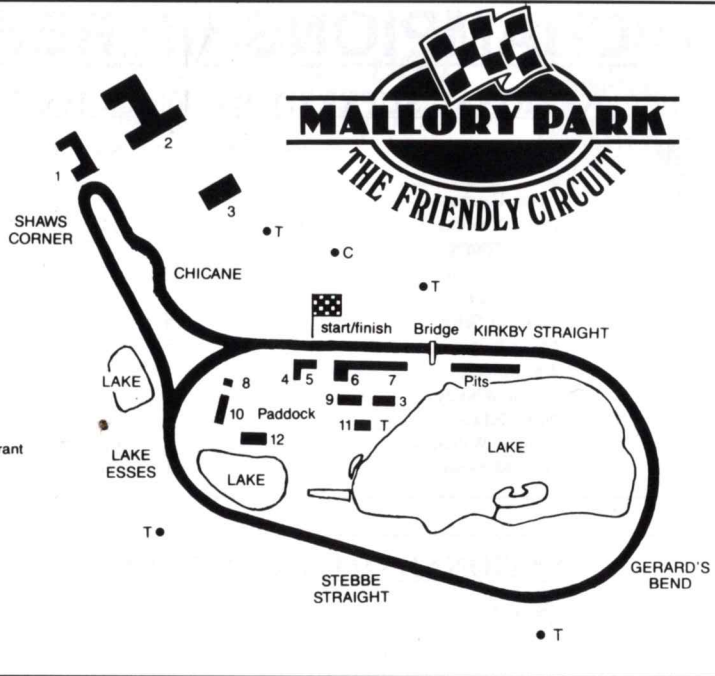 MALLORY PARK
THE FRIENDLY CIRCUIT
1
2
3
SHAWS
CORNER
T
C
CHICANE
T
start/finish
Bridge
KIRKBY STRAIGHT
LAKE
8
4
5
6
7
Pits
10
Paddock
9
3
11
T
12
LAKE
rant
LAKE
ESSES
LAKE
T
STEBBE
STRAIGHT
GERARD'S
BEND
T